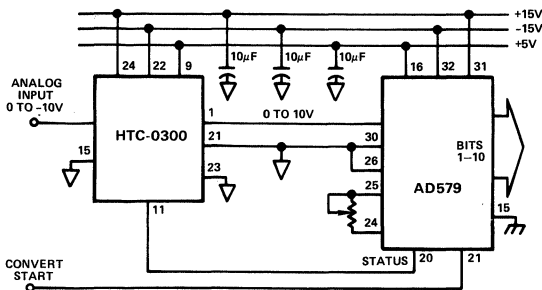 +15V
−15V
+5V
10μF
10μF
10μF
24
22
9
16
32
31
ANALOG
INPUT
0 TO −10V
HTC-0300
1
0 TO 10V
21
30
15
26
23
25
24
11
BITS
1−10
AD579
15
STATUS
20
21
CONVERT
START